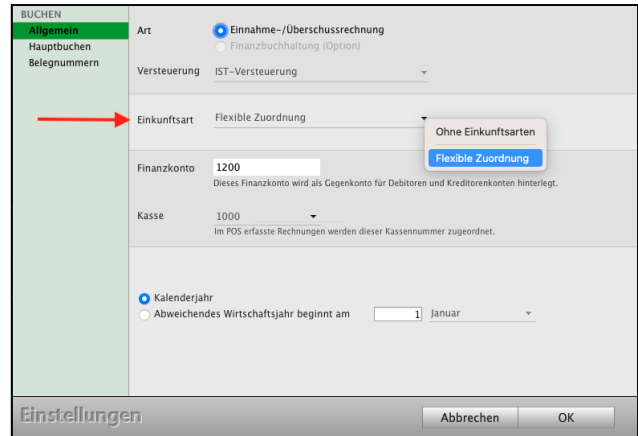 BUCHEN
Allgemein
Hauptbuchen
Belegnummern
Art
Einnahme-/Überschussrechnung
Finanzbuchhaltung (Option)
Versteuerung
IST-Versteuerung
Einkunftsart
Flexible Zuordnung
Ohne Einkunftsarten
Flexible Zuordnung
Finanzkonto
1200
Dieses Finanzkonto wird als Gegenkonto für Debitoren und Kreditorenkonten hinterlegt.
Kasse
1000
Im POS erfasste Rechnungen werden dieser Kassennummer zugeordnet.
Kalenderjahr
Abweichendes Wirtschaftsjahr beginnt am
1
Januar
Einstellungen
Abbrechen
OK